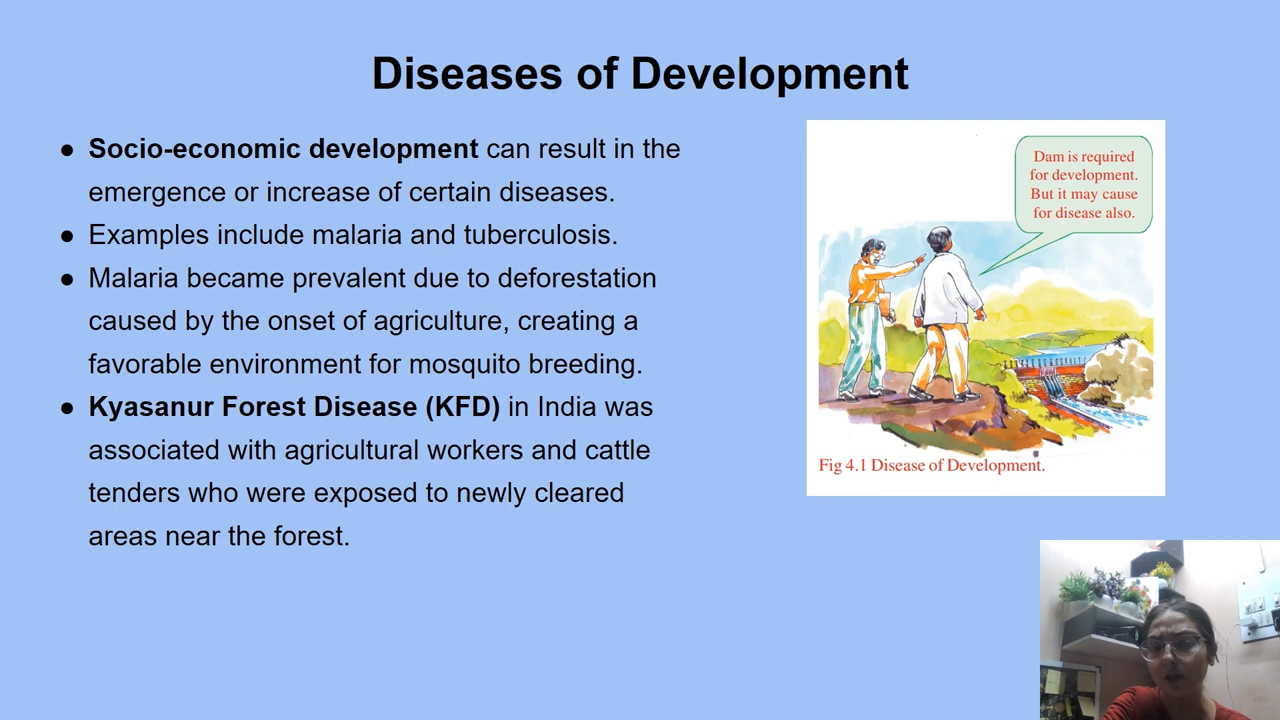 Diseases of Development
● Socio-economic development can result in the
emergence or increase of certain diseases.
● Examples include malaria and tuberculosis.
● Malaria became prevalent due to deforestation
caused by the onset of agriculture, creating a
favorable environment for mosquito breeding.
● Kyasanur Forest Disease (KFD) in India was
associated with agricultural workers and cattle
tenders who were exposed to newly cleared
areas near the forest.
Dam is required
for development.
But it may cause
for disease also.
Fig 4.1 Disease of Development.